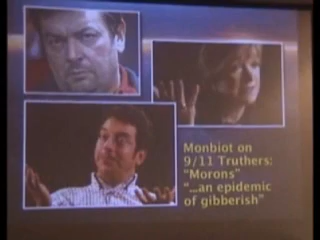 Monbiot on
9/11 Truthers:
"Morons"
"...an epidemic
of gibberish"